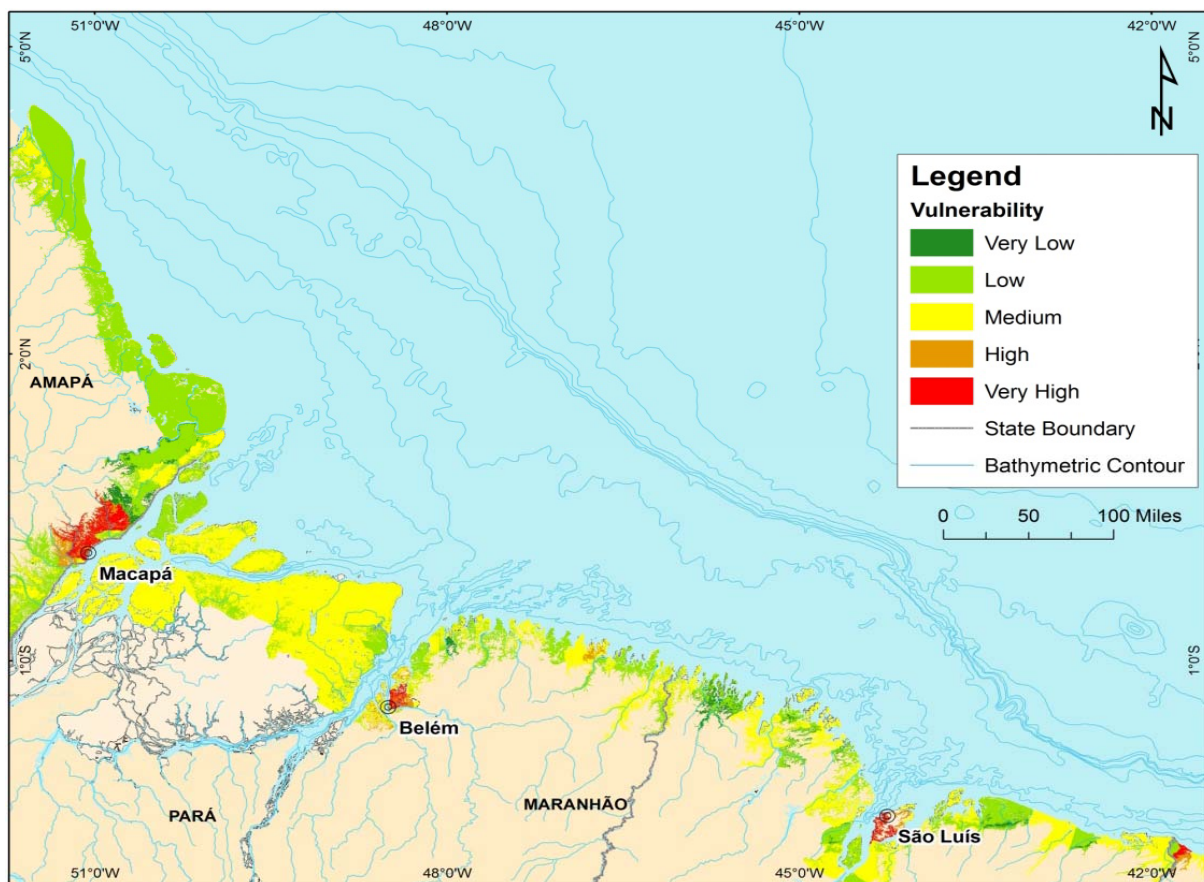 51°0'W 48°0'W 45°0'W 42°0'W
5°0'N 5°0'N
N
Legend
Vulnerability
Very Low
Low
Medium
High
Very High
State Boundary
Bathymetric Contour
2°0'N
AMAPÁ
0 50 100 Miles
Macapá
1°0'S 1°0'S
Belém
PARÁ
MARANHÃO
São Luís
51°0'W 48°0'W 45°0'W 42°0'W